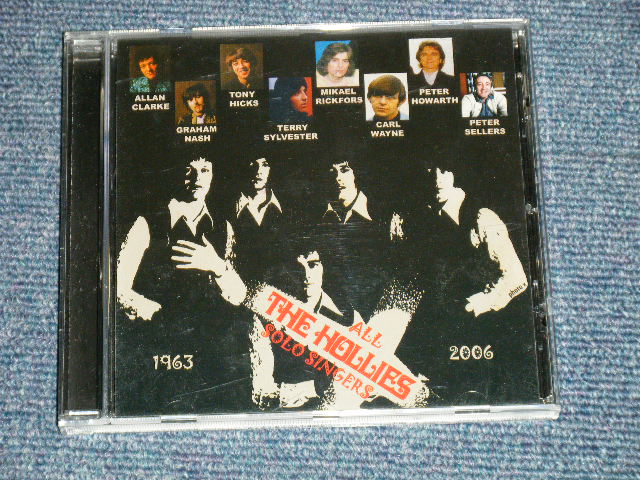 ALLAN
CLARKE
GRAHAM
NASH
TONY
HICKS
TERRY
SYLVESTER
MIKAEL
RICKFORS
CARL
WAYNE
PETER
HOWARTH
PETER
SELLERS
ALL
THE HOLLIES
SOLO SINGERS
1963
2006